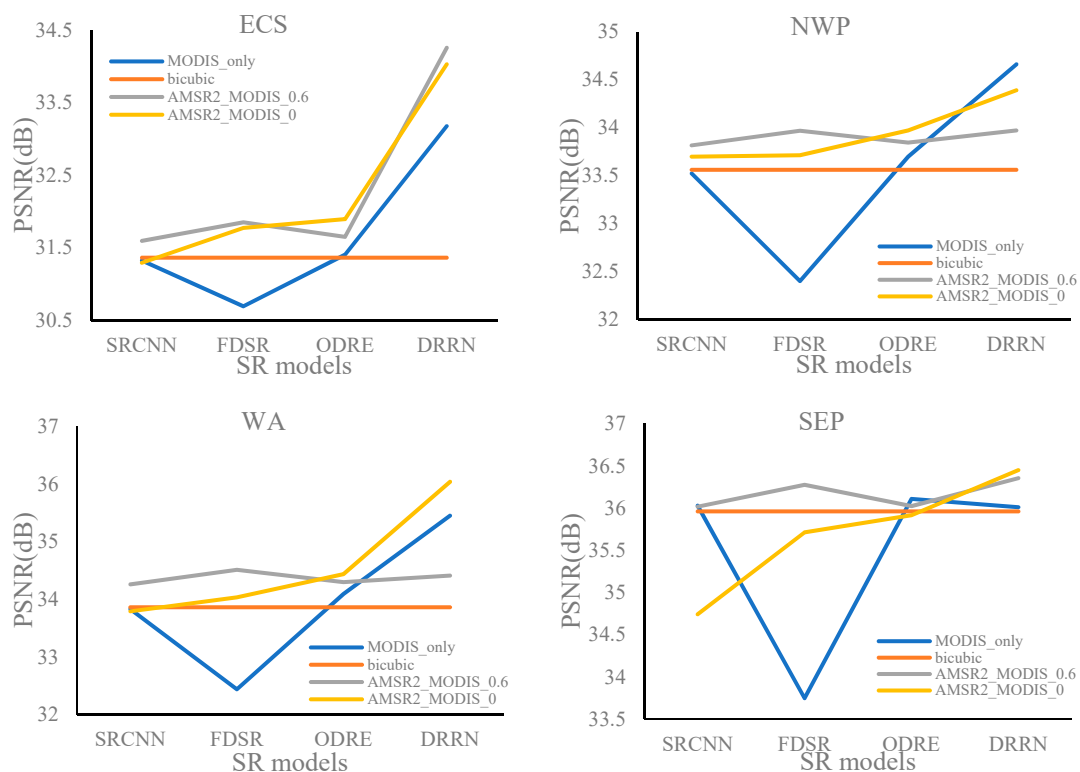 ECS
34.5
33.5
32.5
31.5
30.5
PSNR(dB)
MODIS_only
bicubic
AMSR2_MODIS_0.6
AMSR2_MODIS_0
SRCNN FDSR ODRE DRRN
SR models
NWP
35
34.5
34
33.5
33
32.5
32
PSNR(dB)
MODIS_only
bicubic
AMSR2_MODIS_0.6
AMSR2_MODIS_0
SRCNN FDSR ODRE DRRN
SR models
WA
37
36
35
34
33
32
PSNR(dB)
MODIS_only
bicubic
AMSR2_MODIS_0.6
AMSR2_MODIS_0
SRCNN FDSR ODRE DRRN
SR models
SEP
37
36.5
36
35.5
35
34.5
34
33.5
PSNR(dB)
MODIS_only
bicubic
AMSR2_MODIS_0.6
AMSR2_MODIS_0
SRCNN FDSR ODRE DRRN
SR models